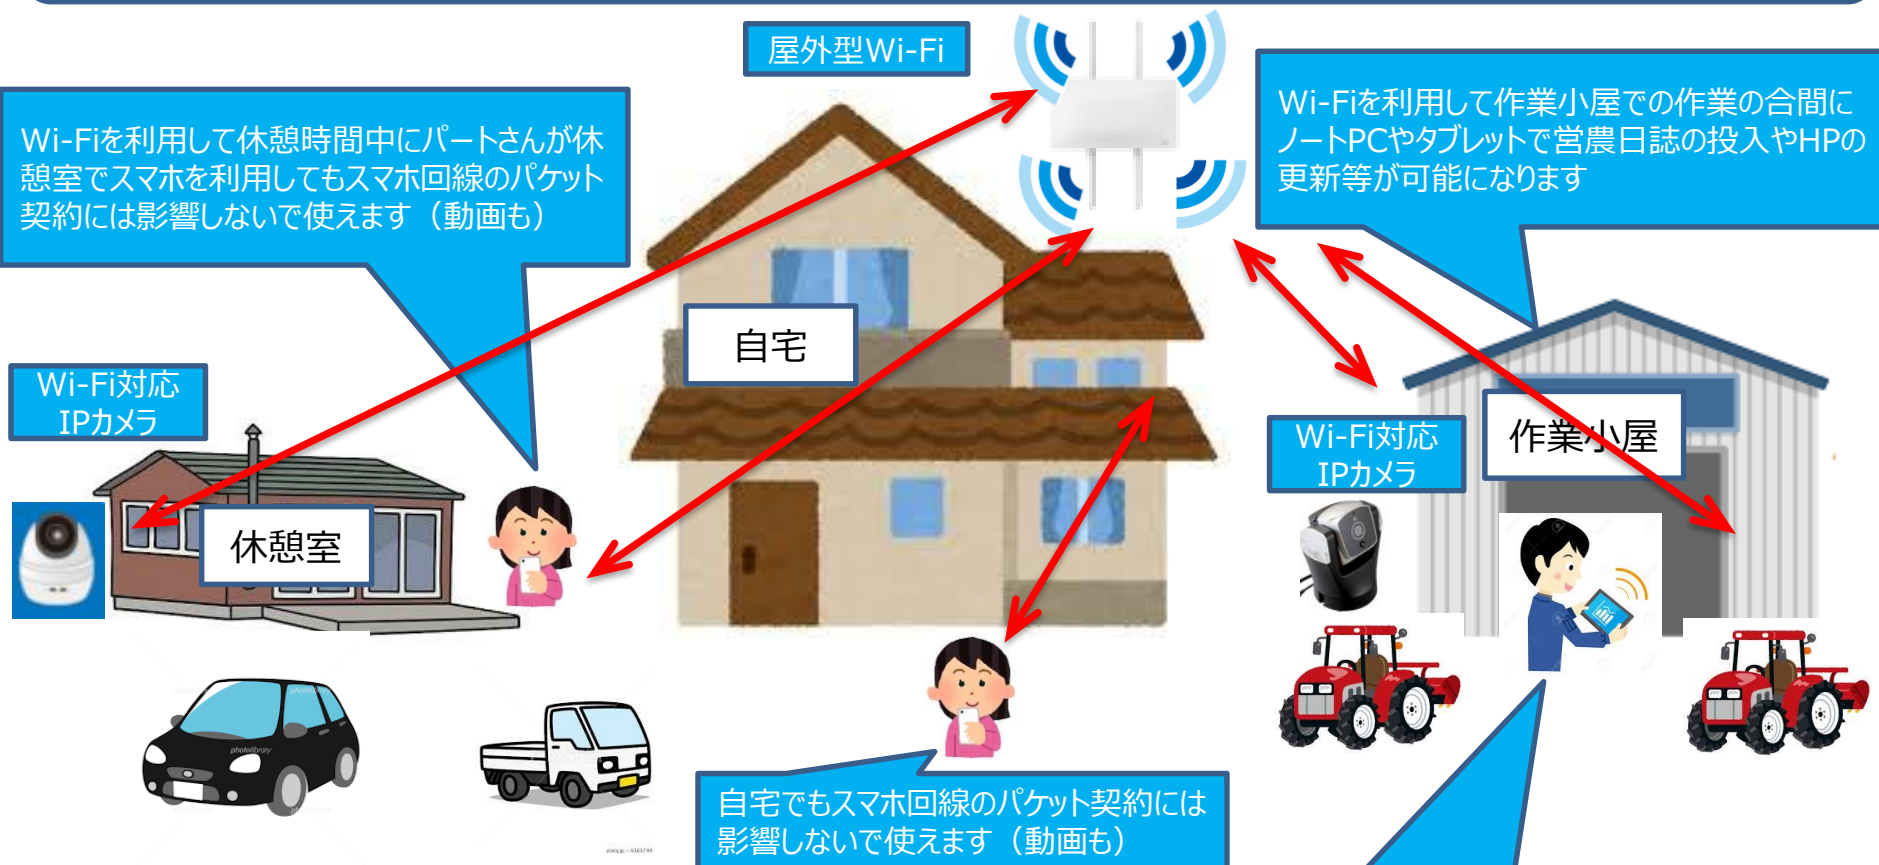 屋外型Wi-Fi
Wi-Fiを利用して休憩時間中にパートさんが休
憩室でスマホを利用してもスマホ回線のパケット
契約には影響しないで使えます（動画も）
Wi-Fiを利用して作業小屋での作業の合間に
ノートPCやタブレットで営農日誌の投入やHPの
更新等が可能になります
自宅
Wi-Fi対応
IPカメラ
休憩室
Wi-Fi対応
IPカメラ
作業小屋
photolibrary
自宅でもスマホ回線のパケット契約には
影響しないで使えます（動画も）